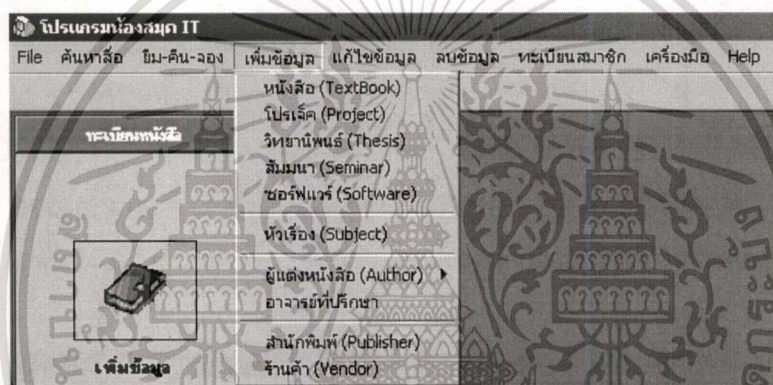 โปรแกรมห้องสมุด IT
File ค้นหาสื่อ ยืม-คืน-จอง เพิ่มข้อมูล แก้ไขข้อมูล ลบข้อมูล ทะเบียนสมาชิก เครื่องมือ Help
หนังสือ (TextBook)
โปรเจ็ค (Project)
ทะเบียนหนังสือ
วิทยานิพนธ์ (Thesis)
สัมมนา (Seminar)
ซอร์ฟแวร์ (Software)
หัวเรื่อง (Subject)
ผู้แต่งหนังสือ (Author)
อาจารย์ที่ปรึกษา
สำนักพิมพ์ (Publisher)
เพิ่มข้อมูล
ร้านค้า (Vendor)